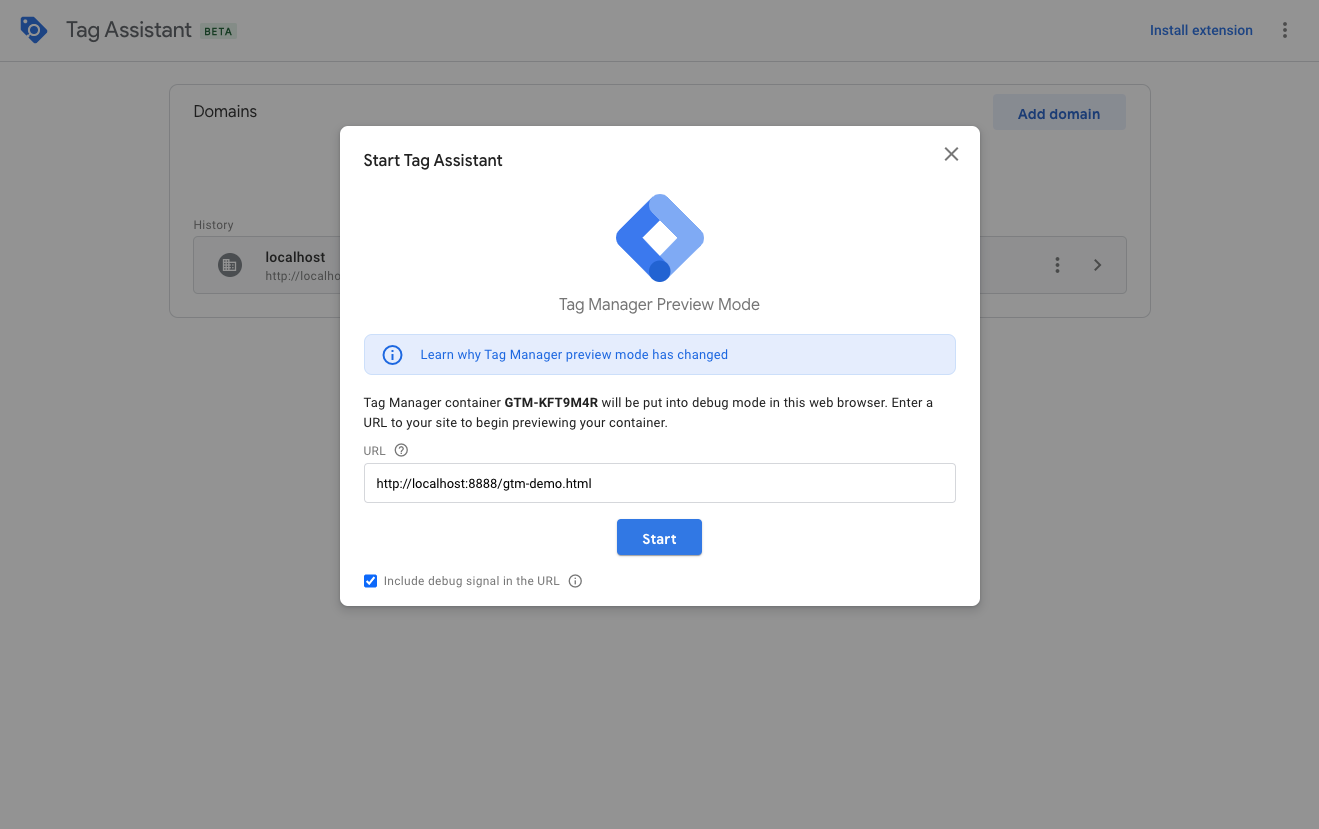 Tag Assistant BETA
Install extension
Domains
Add domain
Start Tag Assistant
Tag Manager Preview Mode
History
localhost
http://localho
Learn why Tag Manager preview mode has changed
Tag Manager container GTM-KFT9M4R will be put into debug mode in this web browser. Enter a
URL to your site to begin previewing your container.
URL
http://localhost:8888/gtm-demo.html
Start
Include debug signal in the URL